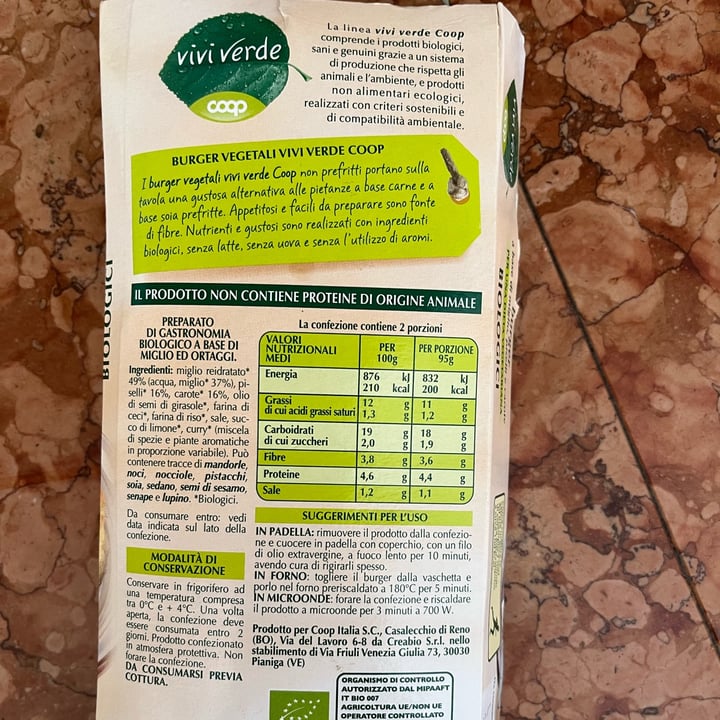 vivi verde
coop
La linea vivi verde Coop
comprende i prodotti biologici,
sani e genuini grazie a un sistema
di produzione che rispetta gli
animali e l'ambiente, e prodotti
non alimentari ecologici,
realizzati con criteri sostenibili e
di compatibilità ambientale.
BURGER VEGETALI VIVI VERDE COOP
I burger vegetali vivi verde Coop non prefritti portano sulla
tavola una gustosa alternativa alle pietanze a base carne e a
base soia prefritte. Appetitosi e facili da preparare sono fonte
di fibre. Nutrienti e gustosi sono realizzati con ingredienti
biologici, senza latte, senza uova e senza l'utilizzo di aromi.
IL PRODOTTO NON CONTIENE PROTEINE DI ORIGINE ANIMALE
PREPARATO
DI GASTRONOMIA
BIOLOGICO A BASE DI
MIGLIO ED ORTAGGI.
Ingredienti: miglio reidratato*
49% (acqua, miglio* 37%), pi-
selli* 16%, carote* 16%, olio
di semi di girasole*, farina di
ceci*, farina di riso*, sale, suc-
co di limone*, curry* (miscela
di spezie e piante aromatiche
in proporzione variabile). Può
contenere tracce di mandorle,
noci, nocciole, pistacchi,
soia, sedano, semi di sesamo,
senape e lupino. *Biologici.
Da consumare entro: vedi
data indicata sul lato della
confezione.
MODALITÀ DI
CONSERVAZIONE
Conservare in frigorifero ad
una temperatura compresa
tra 0°C e + 4°C. Una volta
aperta, la confezione deve
essere consumata entro 2
giorni. Prodotto confezionato
in atmosfera protettiva. Non
forare la confezione.
DA CONSUMARSI PREVIA
COTTURA.
La confezione contiene 2 porzioni
VALORI
NUTRIZIONALI
MEDI
PER
100g
PER PORZIONE
95g
Energia 876 kJ 832 kJ
210 kcal 200 kcal
Grassi 12 g 11 g
di cui acidi grassi saturi 1,3 g 1,2 g
Carboidrati 19 g 18 g
di cui zuccheri 2,0 g 1,9 g
Fibre 3,8 g 3,6 g
Proteine 4,6 g 4,4 g
Sale 1,2 g 1,1 g
SUGGERIMENTI PER L'USO
IN PADELLA: rimuovere il prodotto dalla confezio-
ne e cuocere in padella con coperchio, con un filo
di olio extravergine, a fuoco lento per 10 minuti,
avendo cura di rigirarli spesso.
IN FORNO: togliere il burger dalla vaschetta e
porlo nel forno preriscaldato a 180°C per 5 minuti.
IN MICROONDE: forare la confezione e riscaldare
il prodotto a microonde per 3 minuti a 700 W.
Prodotto per Coop Italia S.C., Casalecchio di Reno
(BO), Via del Lavoro 6-8 da Creabio S.r.l. nello
stabilimento di Via Friuli Venezia Giulia 73, 30030
Pianiga (VE)
ORGANISMO DI CONTROLLO
AUTORIZZATO DAL MIPAAFT
IT BIO 007
AGRICOLTURA UE/NON UE
OPERATORE CONTROLLATO
BIOLOGICI
vivi verde
BIOLOGICI